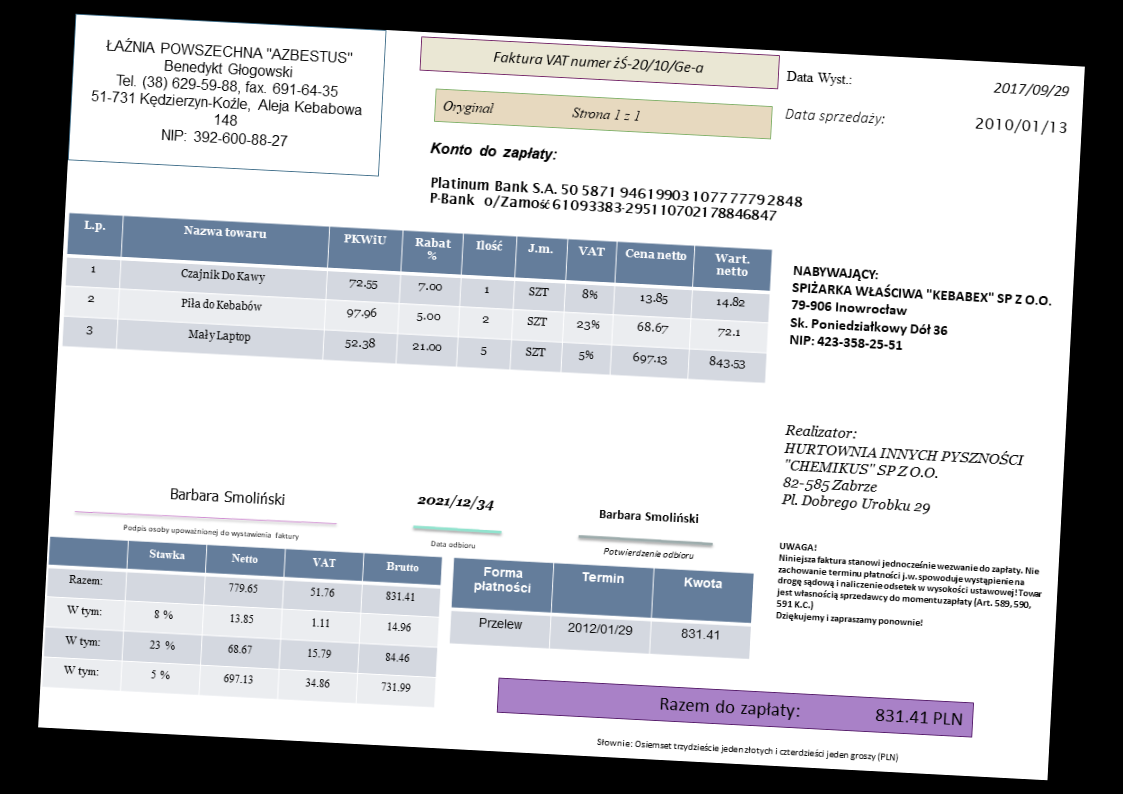 ŁAŹNIA POWSZECHNA "AZBESTUS"
Benedykt Głogowski
Tel. (38) 629-59-88, fax. 691-64-35
51-731 Kędzierzyn-Koźle, Aleja Kebabowa
148
NIP: 392-600-88-27
Faktura VAT numer żŚ-20/10/Ge-a
Oryginał Strona 1 z 1
Data Wyst.: 2017/09/29
Data sprzedaży: 2010/01/13
Konto do zapłaty:
Platinum Bank S.A. 50 5871 9461 9903 1077 7779 2848
P-Bank o/Zamość 61093383-295110702178846847
L.p. Nazwa towaru PKWiU Rabat % Ilość J.m. VAT Cena netto Wart. netto
1 Czajnik Do Kawy 72.55 7.00 1 SZT 8% 13.85 14.82
2 Piła do Kebabów 97.96 5.00 2 SZT 23% 68.67 72.1
3 Mały Laptop 52.38 21.00 5 SZT 5% 697.13 843.53
NABYWAJĄCY:
SPIŻARKA WŁAŚCIWA "KEBABEX" SP Z O.O.
79-906 Inowrocław
Sk. Poniedziałkowy Dół 36
NIP: 423-358-25-51
Realizator:
HURTOWNIA INNYCH PYSZNOŚCI
"CHEMIKUS" SP Z O.O.
82-585 Zabrze
Pl. Dobrego Urobku 29
Barbara Smoliński
Podpis osoby upoważnionej do wystawienia faktury
2021/12/34
Data odbioru
Barbara Smoliński
Potwierdzenie odbioru
UWAGA!
Niniejsza faktura stanowi jednocześnie wezwanie do zapłaty. Nie
zachowanie terminu płatności j.w. spowoduje wystąpienie na
drogę sądową i naliczenie odsetek w wysokości ustawowej! Towar
jest własnością sprzedawcy do momentu zapłaty (Art. 589, 590,
591 K.C.)
Dziękujemy i zapraszamy ponownie!
Stawka Netto VAT Brutto
Razem: 779.65 51.76 831.41
W tym: 8 % 13.85 1.11 14.96
W tym: 23 % 68.67 15.79 84.46
W tym: 5 % 697.13 34.86 731.99
Forma płatności Termin Kwota
Przelew 2012/01/29 831.41
Razem do zapłaty: 831.41 PLN
Słownie: Osiemset trzydzieście jeden złotych i czterdzieści jeden groszy (PLN)